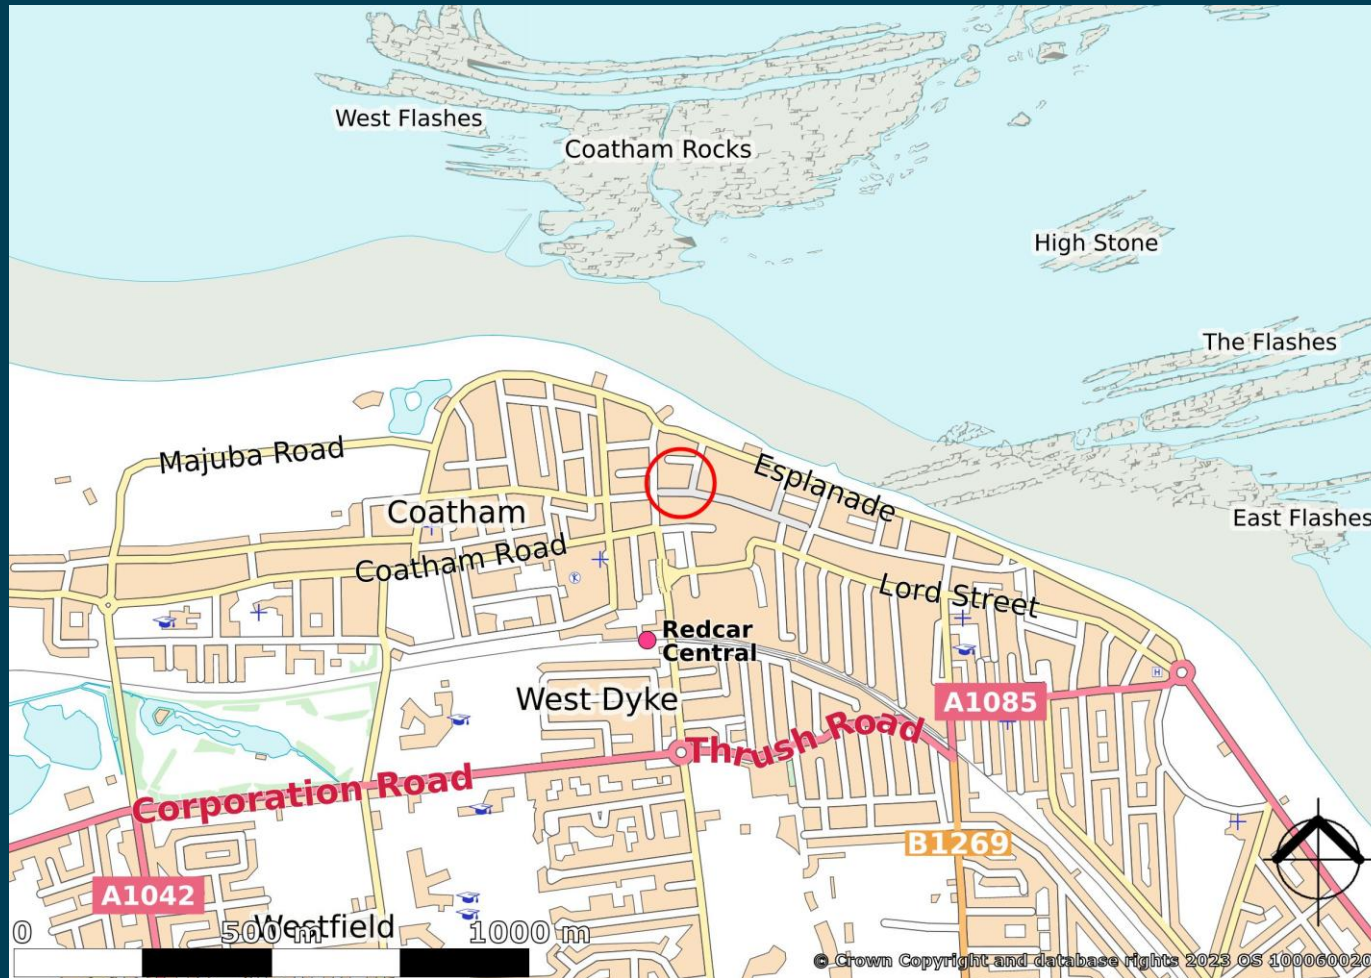 West Flashes
Coatham Rocks
High Stone
The Flashes
East Flashes
Majuba Road
Esplanade
Coatham
Coatham Road
Lord Street
Redcar
Central
West Dyke
A1085
Thrush Road
Corporation Road
B1269
A1042
Westfield
0 500 m 1000 m
© Crown Copyright and database rights 2023 OS 100060020
H